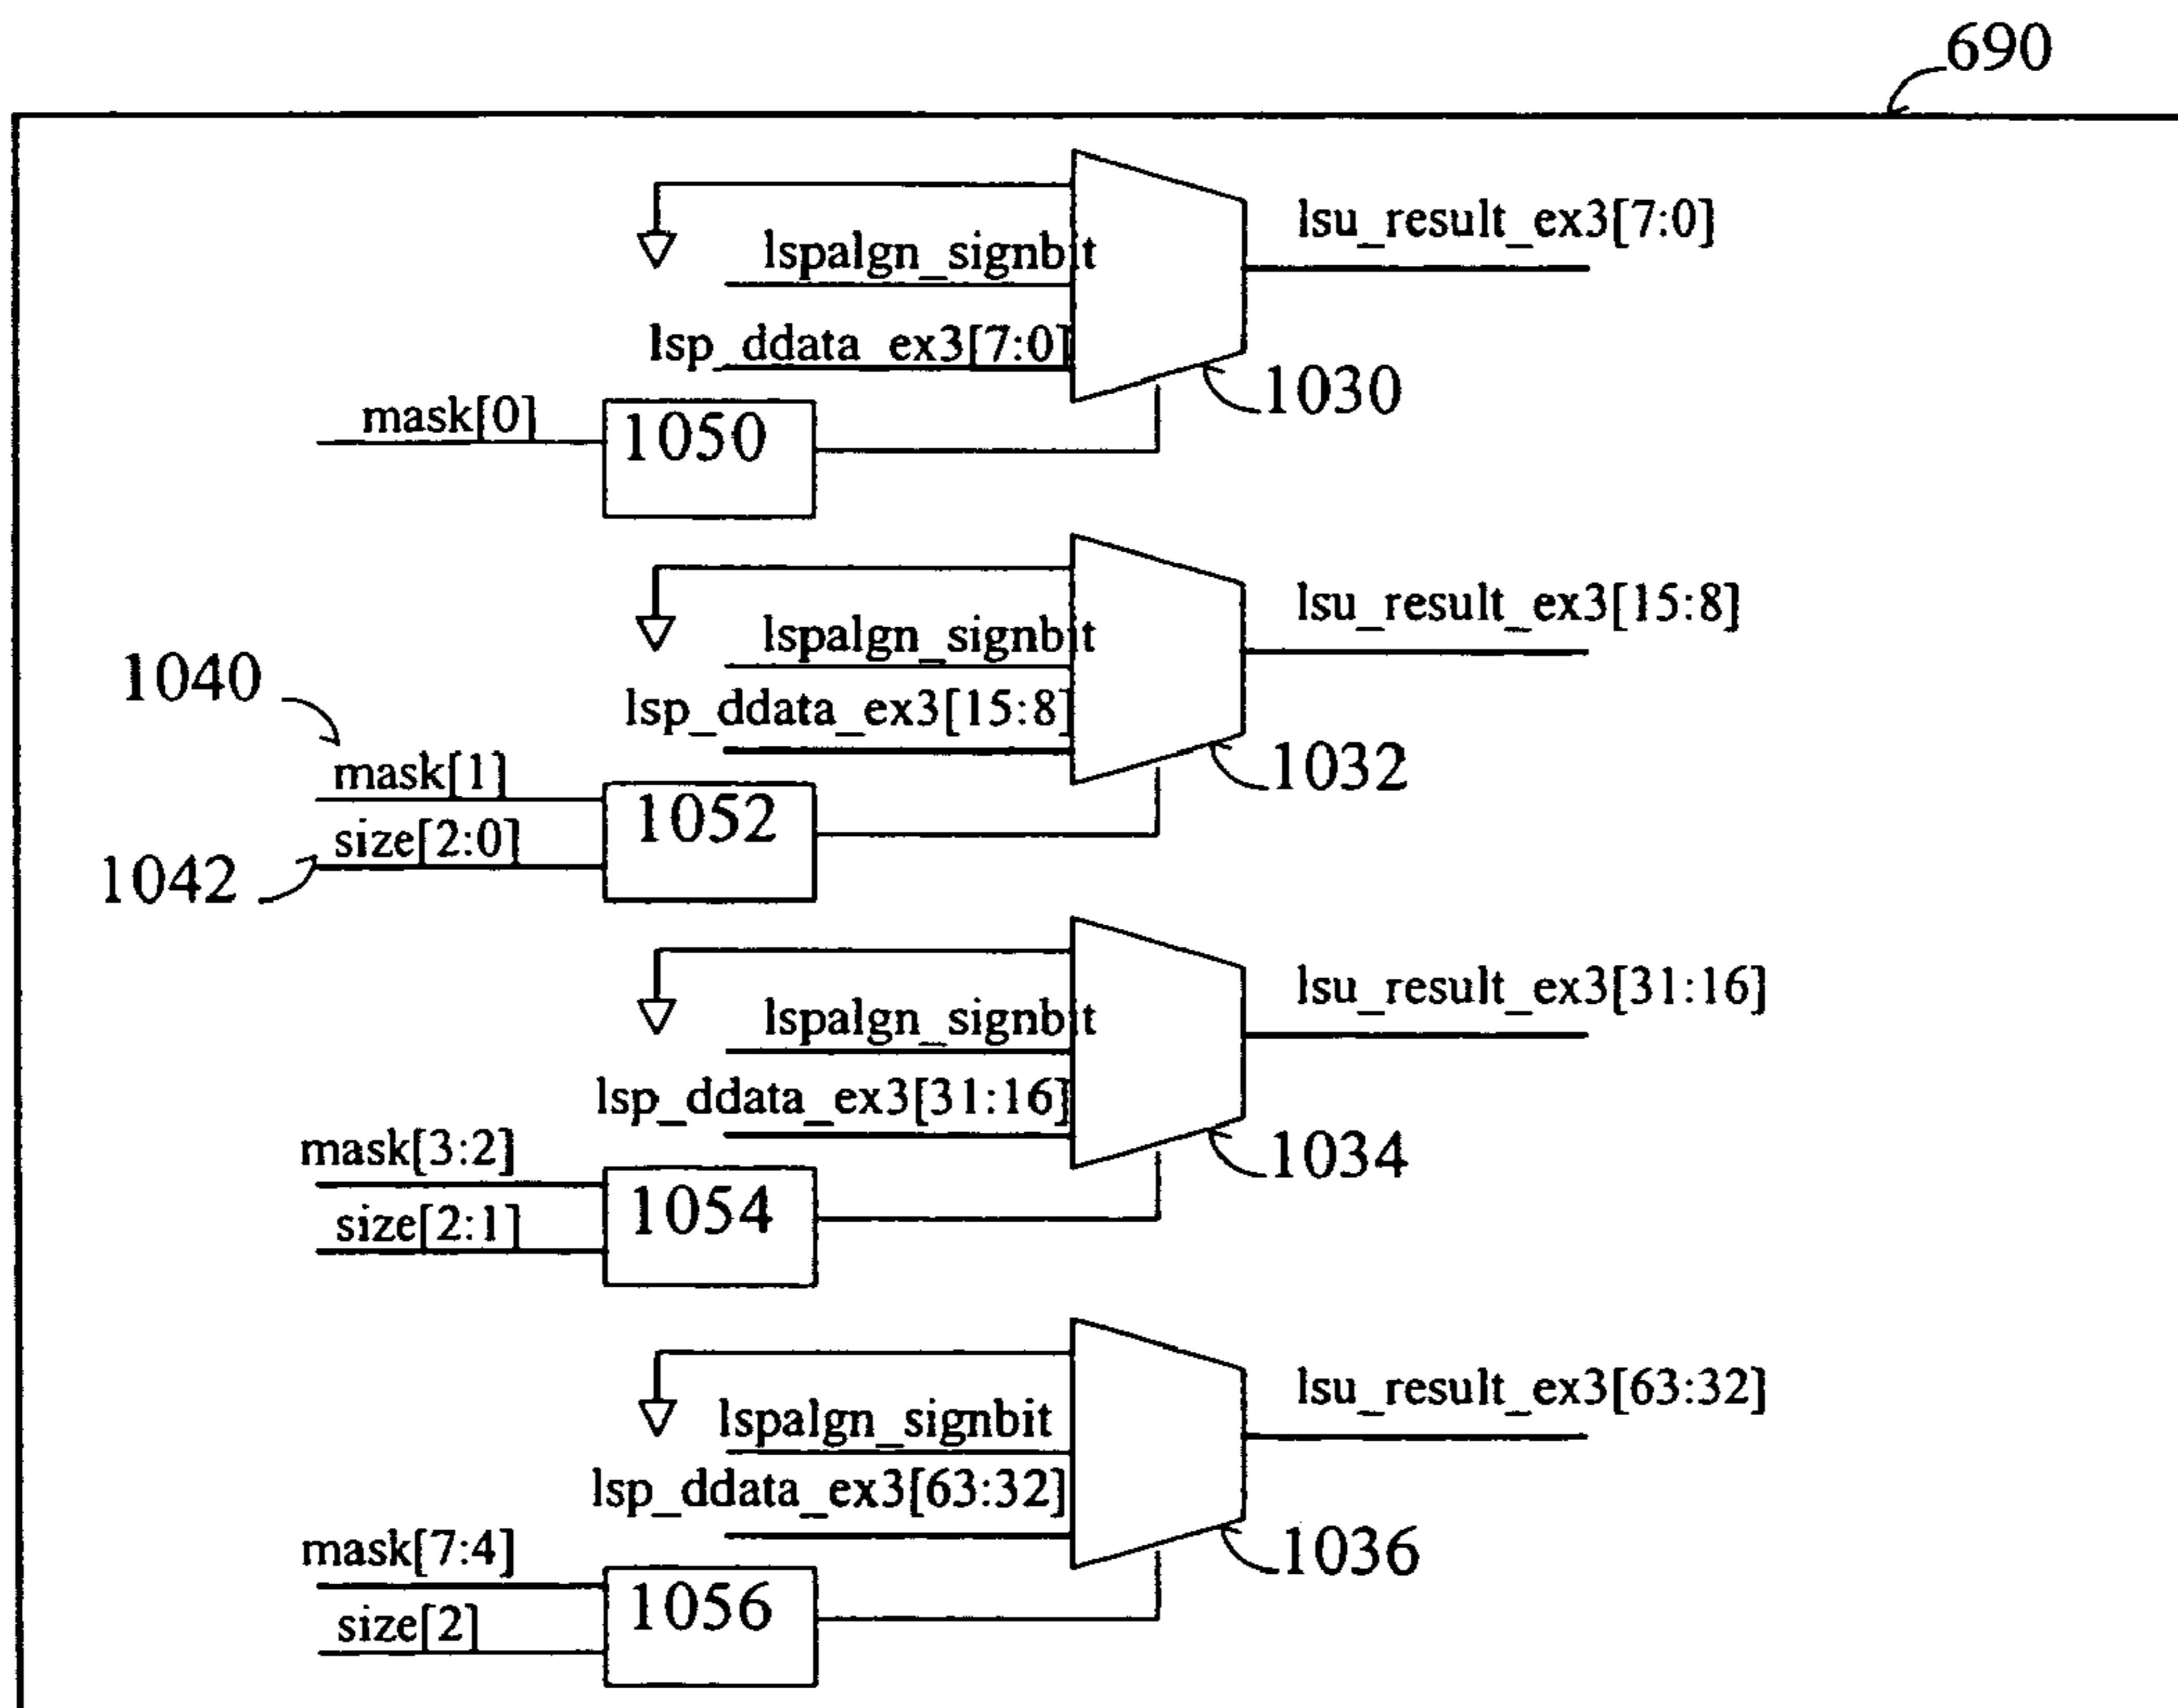 690
lsu_result_ex3[7:0]
lspalgn_signbit
lsp_ddata_ex3[7:0]
1030
mask[0]
1050
lsu_result_ex3[15:8]
lspalgn_signbit
1040
lsp_ddata_ex3[15:8]
1032
mask[1]
1052
size[2:0]
1042
lsu_result_ex3[31:16]
lspalgn_signbit
lsp_ddata_ex3[31:16]
mask[3:2]
1034
1054
size[2:1]
lsu_result_ex3[63:32]
lspalgn_signbit
lsp_ddata_ex3[63:32]
mask[7:4]
1036
1056
size[2]